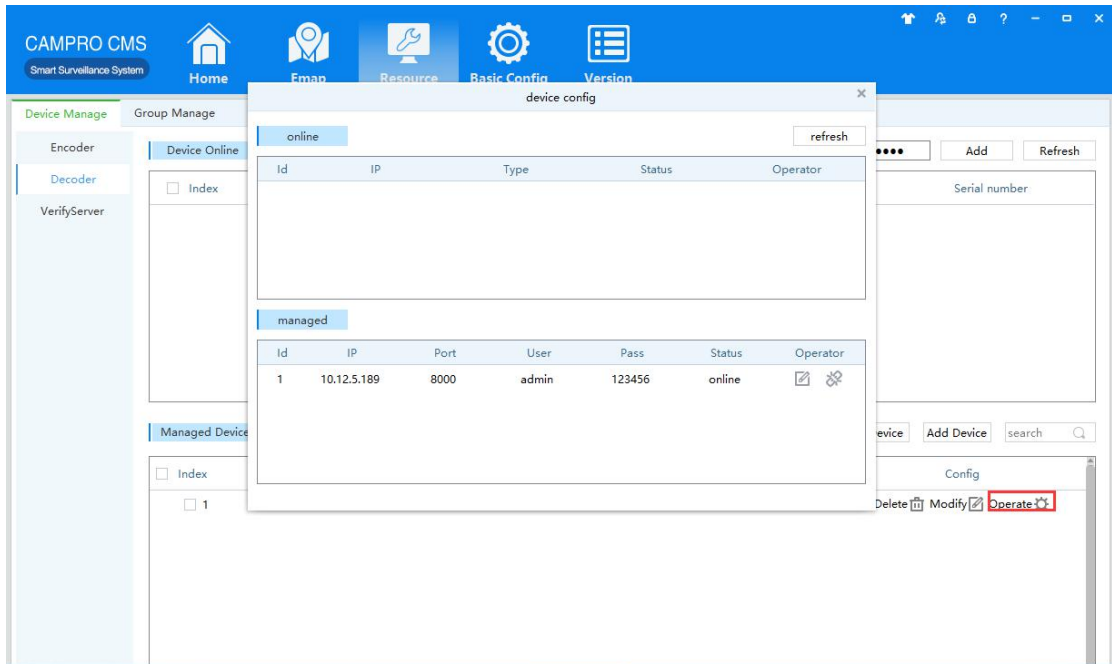 ?
CAMPRO CMS
Smart Surveillance System
Home
Emap
Resource
Basic Config
Version
device config
Device Manage
Group Manage
Encoder
Decoder
VerifyServer
Device Online
Add
Refresh
Index
Serial number
online
refresh
Id IP Type Status Operator
managed
Id IP Port User Pass Status Operator
1 10.12.5.189 8000 admin 123456 online
Managed Device
evice
Add Device
search
Index
Config
1
Delete Modify Operate